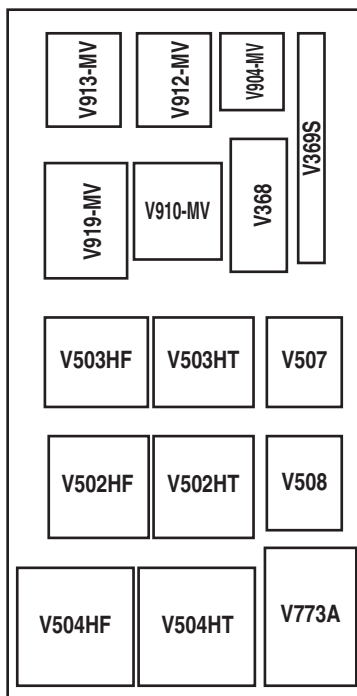 V913-MV
V912-MV
V904-MV
V369S
V919-MV
V910-MV
V368
V503HF
V503HT
V507
V502HF
V502HT
V508
V504HF
V504HT
V773A